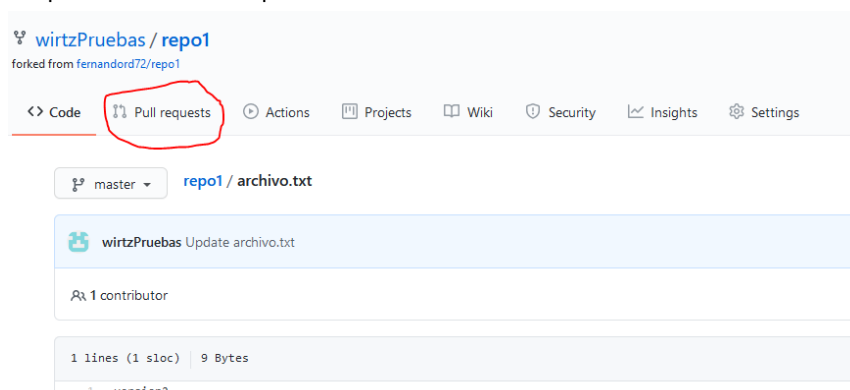 wirtzPruebas / repo1
forked from fernandord72/repo1
<> Code Pull requests Actions Projects Wiki Security Insights Settings
master repo1 / archivo.txt
wirtzPruebas Update archivo.txt
1 contributor
1 lines (1 sloc) 9 Bytes